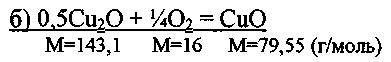 б) 0,5Cu₂O + ¼O₂ = CuO
М=143,1 М=16 М=79,55 (г/моль)